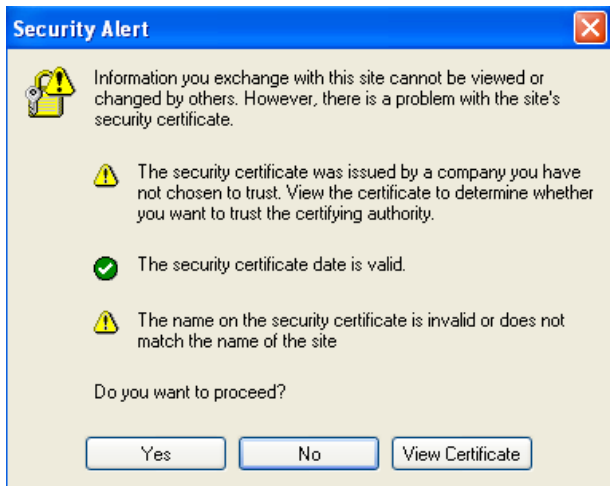 Security Alert
Information you exchange with this site cannot be viewed or
changed by others. However, there is a problem with the site's
security certificate.
The security certificate was issued by a company you have
not chosen to trust. View the certificate to determine whether
you want to trust the certifying authority.
The security certificate date is valid.
The name on the security certificate is invalid or does not
match the name of the site
Do you want to proceed?
Yes No View Certificate